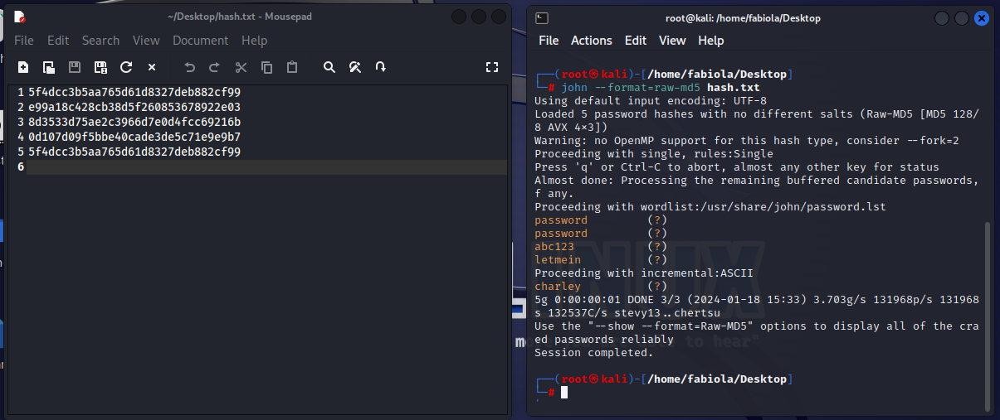 ~/Desktop/hash.txt - Mousepad
File Edit Search View Document Help
1 5f4dcc3b5aa765d61d8327deb882cf99
2 e99a18c428cb38d5f260853678922e03
3 8d3533d75ae2c3966d7e0d4fcc69216b
4 0d107d09f5bbe40cade3de5c71e9e9b7
5 5f4dcc3b5aa765d61d8327deb882cf99
6
root@kali: /home/fabiola/Desktop
File Actions Edit View Help
┌──(root㉿kali)-[/home/fabiola/Desktop]
└─# john --format=raw-md5 hash.txt
Using default input encoding: UTF-8
Loaded 5 password hashes with no different salts (Raw-MD5 [MD5 128/
8 AVX 4×3])
Warning: no OpenMP support for this hash type, consider --fork=2
Proceeding with single, rules:Single
Press 'q' or Ctrl-C to abort, almost any other key for status
Almost done: Processing the remaining buffered candidate passwords,
f any.
Proceeding with wordlist:/usr/share/john/password.lst
password (?)
password (?)
abc123 (?)
letmein (?)
Proceeding with incremental:ASCII
charley (?)
5g 0:00:00:01 DONE 3/3 (2024-01-18 15:33) 3.703g/s 131968p/s 131968
s 132537C/s stevy13..chertsu
Use the "--show --format=Raw-MD5" options to display all of the cra
ed passwords reliably
Session completed.
┌──(root㉿kali)-[/home/fabiola/Desktop]
└─#
to hear"